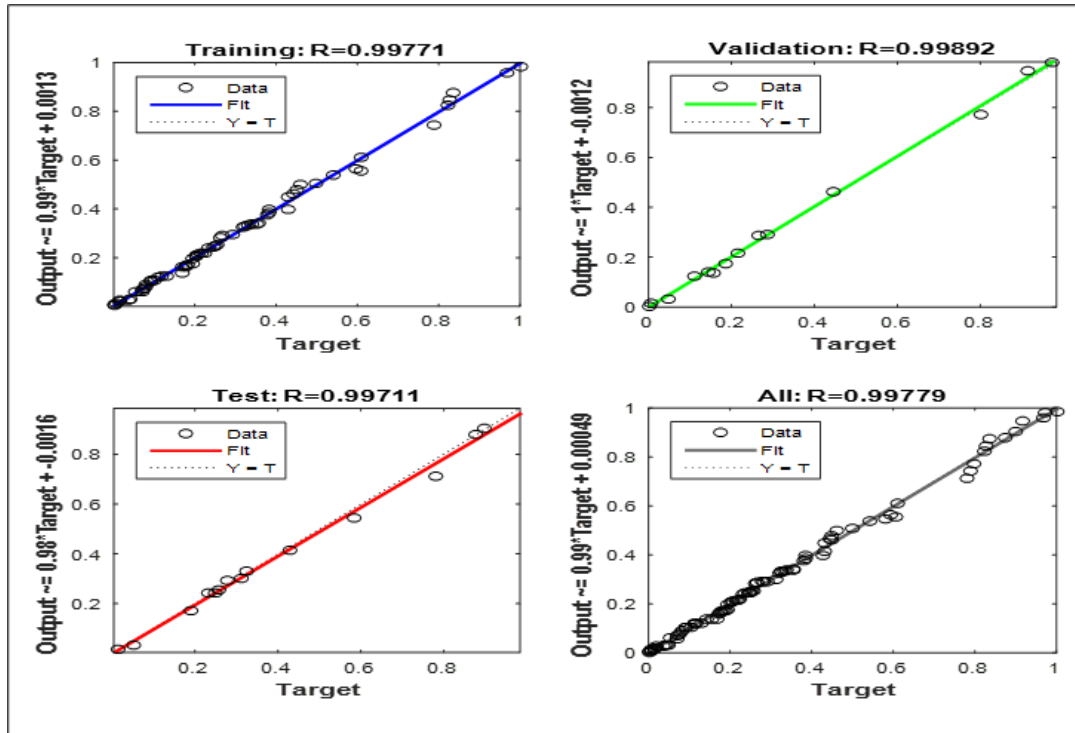 Training: R=0.99771
Output ~= 0.99*Target + 0.0013
1
0.8
0.6
0.4
0.2
0
Data
Fit
Y = T
0.2
0.4
0.6
0.8
1
Target
Validation: R=0.99892
Output ~= 1*Target + -0.0012
0.8
0.6
0.4
0.2
0
Data
Fit
Y = T
0
0.2
0.4
0.6
0.8
Target
Test: R=0.99711
Output ~= 0.98*Target + -0.0016
0.8
0.6
0.4
0.2
Data
Fit
Y = T
0.2
0.4
0.6
0.8
Target
All: R=0.99779
Output ~= 0.99*Target + 0.00049
1
0.8
0.6
0.4
0.2
0
Data
Fit
Y = T
0
0.2
0.4
0.6
0.8
1
Target